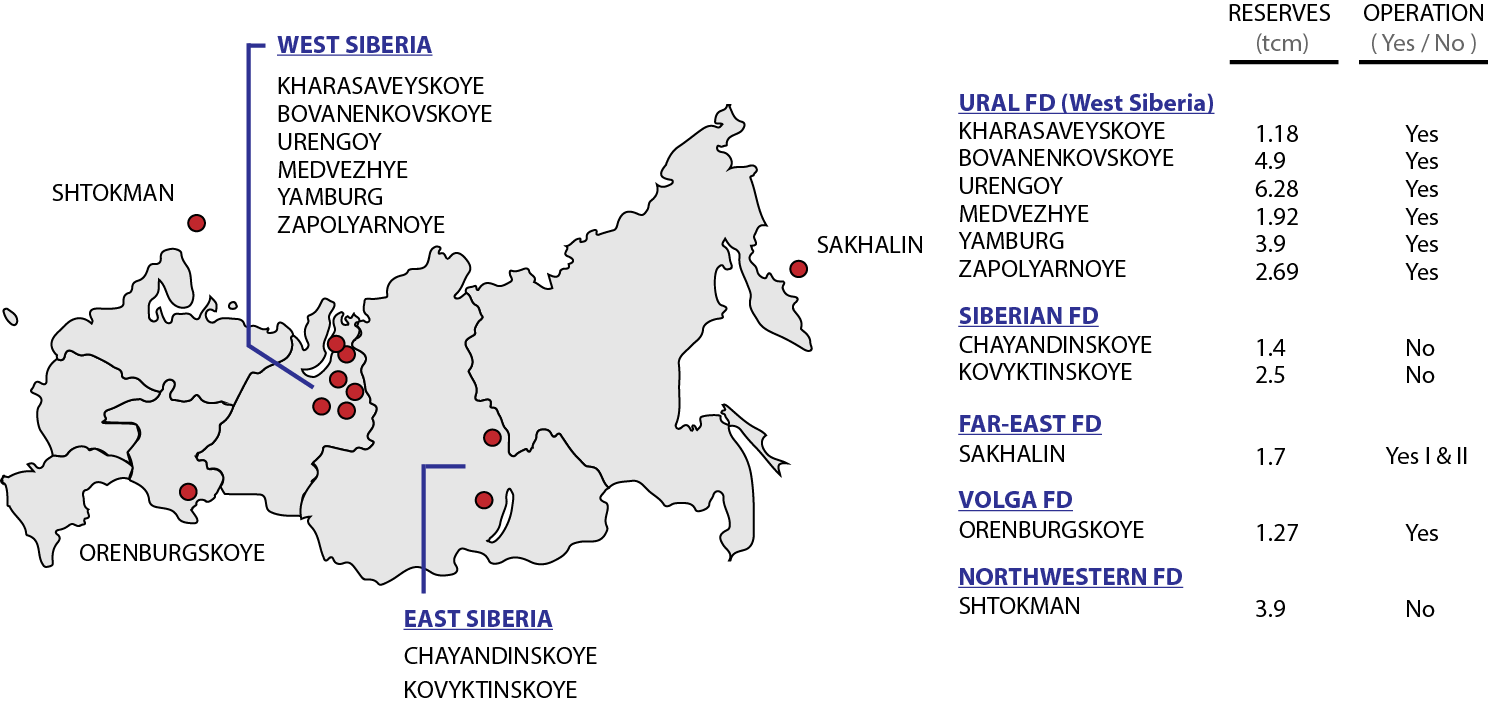 WEST SIBERIA
KHARASAVEYSKOYE
BOVANENKOVSKOYE
URENGOY
MEDVEZHYE
YAMBURG
ZAPOLYARNOYE
SHTOKMAN
SAKHALIN
ORENBURGSKOYE
EAST SIBERIA
CHAYANDINSKOYE
KOVYKTINSKOYE
RESERVES OPERATION
(tcm) ( Yes / No )
URAL FD (West Siberia)
KHARASAVEYSKOYE 1.18 Yes
BOVANENKOVSKOYE 4.9 Yes
URENGOY 6.28 Yes
MEDVEZHYE 1.92 Yes
YAMBURG 3.9 Yes
ZAPOLYARNOYE 2.69 Yes
SIBERIAN FD
CHAYANDINSKOYE 1.4 No
KOVYKTINSKOYE 2.5 No
FAR-EAST FD
SAKHALIN 1.7 Yes I & II
VOLGA FD
ORENBURGSKOYE 1.27 Yes
NORTHWESTERN FD
SHTOKMAN 3.9 No